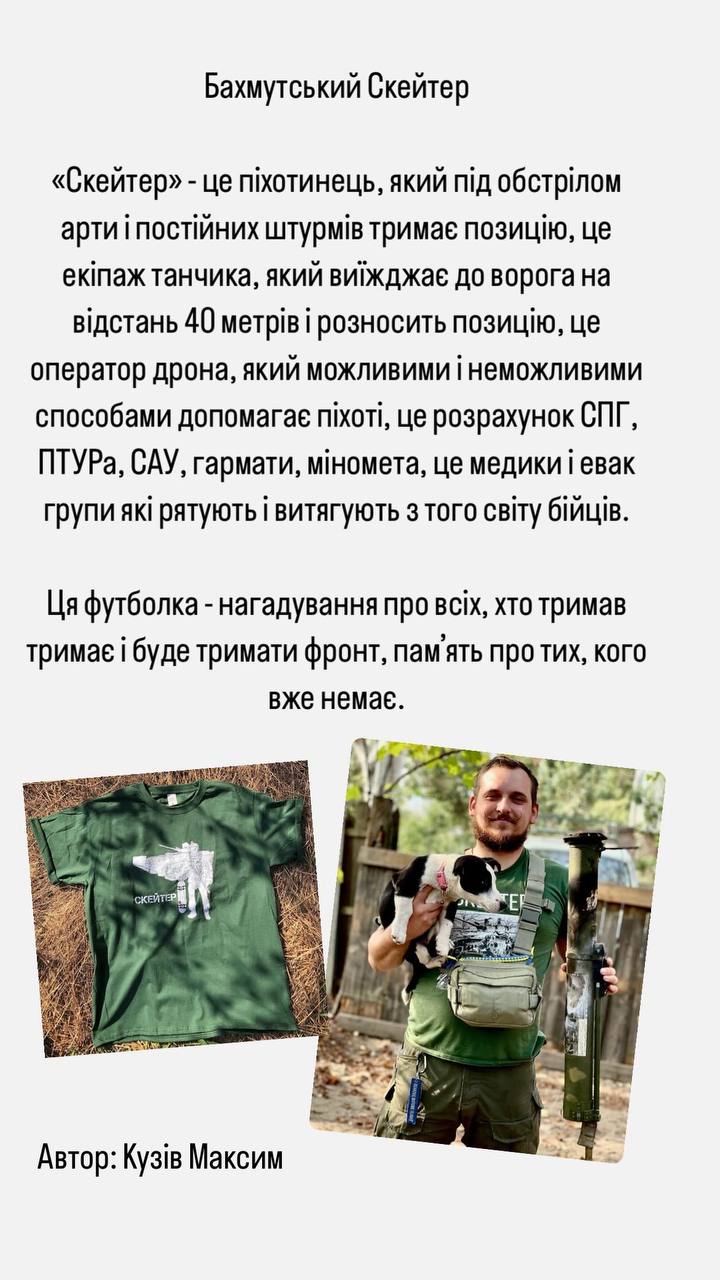 Бахмутський Скейтер
«Скейтер» - це піхотинець, який під обстрілом
арти і постійних штурмів тримає позицію, це
екіпаж танчика, який виїжджає до ворога на
відстань 40 метрів і розносить позицію, це
оператор дрона, який можливими і неможливими
способами допомагає піхоті, це розрахунок СПГ,
ПТУРа, САУ, гармати, міномета, це медики і евак
групи які рятують і витягують з того світу бійців.
Ця футболка - нагадування про всіх, хто тримав
тримає і буде тримати фронт, пам’ять про тих, кого
вже немає.
СКЕЙТЕР
Автор: Кузів Максим